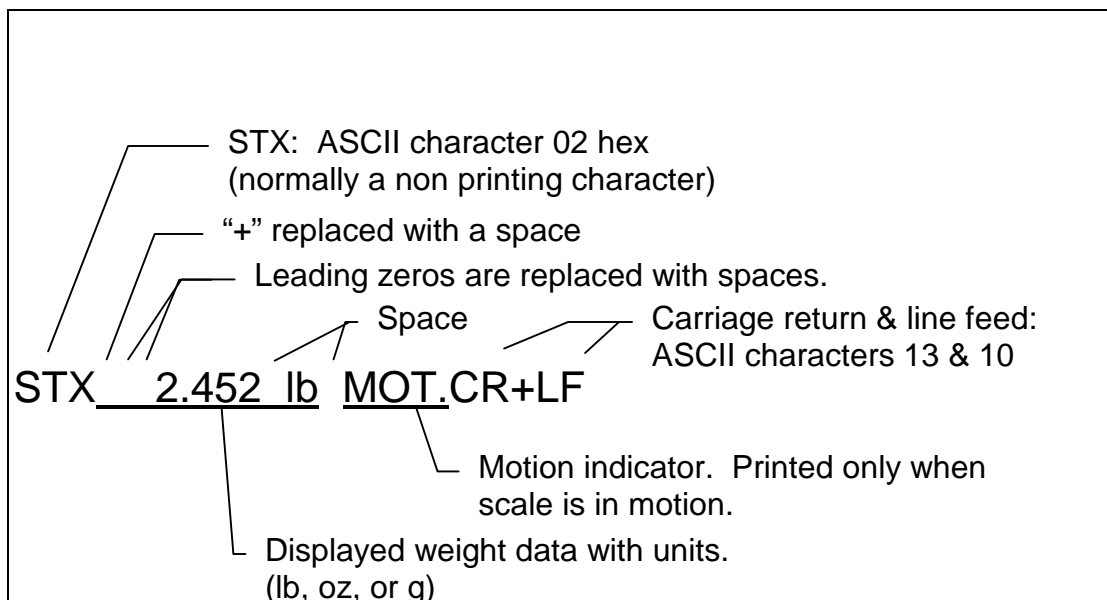 STX: ASCII character 02 hex
(normally a non printing character)
“+” replaced with a space
Leading zeros are replaced with spaces.
Space
Carriage return & line feed:
ASCII characters 13 & 10
STX 2.452 lb MOT.CR+LF
Motion indicator. Printed only when
scale is in motion.
Displayed weight data with units.
(lb, oz, or g)